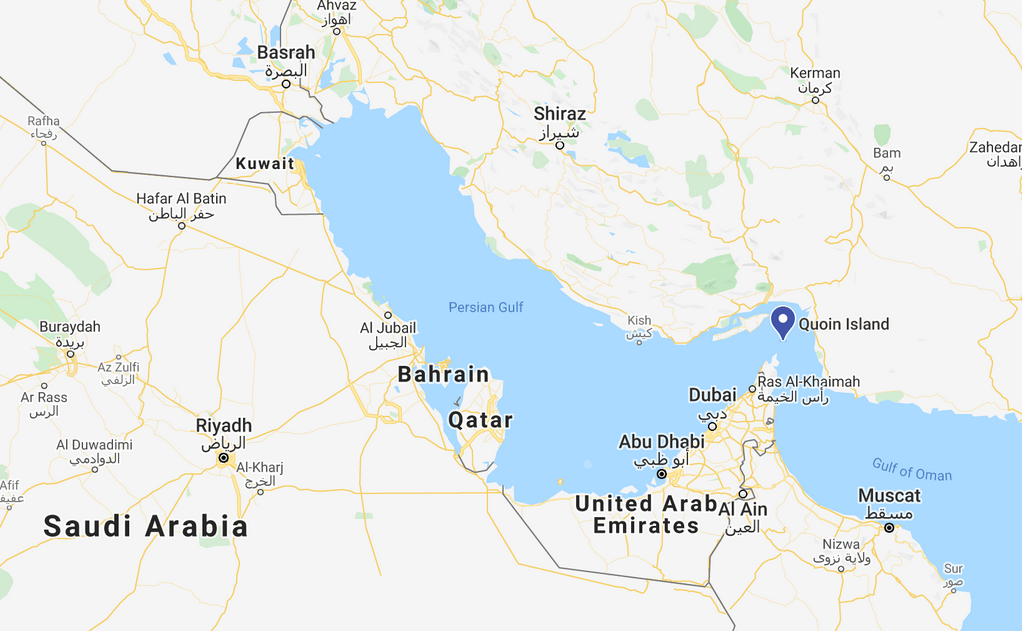 Ahvaz
اهواز
Basrah
البصرة
Kerman
کرمان
Shiraz
شیراز
Rafha
رفحاء
Zahedan
اهدان
Bam
بم
Kuwait
Hafar Al Batin
حفر الباطن
Persian Gulf
Kish
کیش
Quoin Island
Al Jubail
الجبيل
Buraydah
بريدة
Az Zulfi
الزلفي
Bahrain
Ras Al-Khaimah
رأس الخيمة
Ar Rass
الرس
Dubai
دبي
Qatar
Riyadh
الرياض
Abu Dhabi
أبو ظبي
Al Duwadimi
الدوادمي
Al-Kharj
الخرج
Gulf of Oman
Afif
عفيف
Muscat
مسقط
United Arab
Emirates
Al Ain
العين
Saudi Arabia
Nizwa
ولاية نزوى
Sur
صور